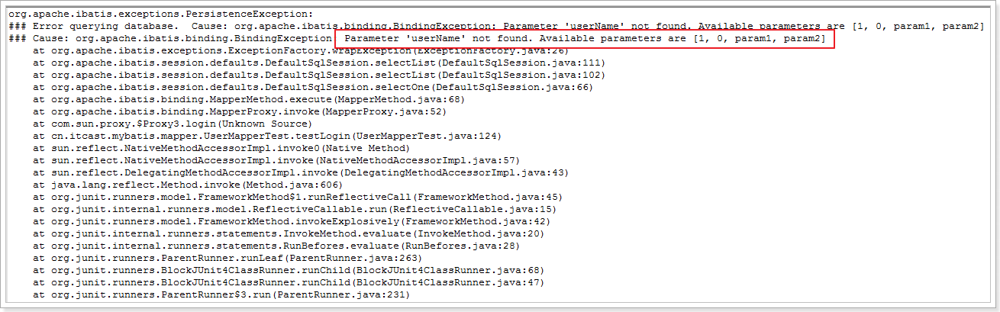 org.apache.ibatis.exceptions.PersistenceException:
### Error querying database.  Cause: org.apache.ibatis.binding.BindingException: Parameter 'userName' not found. Available parameters are [1, 0, param1, param2]
### Cause: org.apache.ibatis.binding.BindingException: Parameter 'userName' not found. Available parameters are [1, 0, param1, param2]
at org.apache.ibatis.exceptions.ExceptionFactory.wrapException(ExceptionFactory.java:26)
at org.apache.ibatis.session.defaults.DefaultSqlSession.selectList(DefaultSqlSession.java:111)
at org.apache.ibatis.session.defaults.DefaultSqlSession.selectList(DefaultSqlSession.java:102)
at org.apache.ibatis.session.defaults.DefaultSqlSession.selectOne(DefaultSqlSession.java:66)
at org.apache.ibatis.binding.MapperMethod.execute(MapperMethod.java:68)
at org.apache.ibatis.binding.MapperProxy.invoke(MapperProxy.java:52)
at com.sun.proxy.$Proxy3.login(Unknown Source)
at cn.itcast.mybatis.mapper.UserMapperTest.testLogin(UserMapperTest.java:124)
at sun.reflect.NativeMethodAccessorImpl.invoke0(Native Method)
at sun.reflect.NativeMethodAccessorImpl.invoke(NativeMethodAccessorImpl.java:57)
at sun.reflect.DelegatingMethodAccessorImpl.invoke(DelegatingMethodAccessorImpl.java:43)
at java.lang.reflect.Method.invoke(Method.java:606)
at org.junit.runners.model.FrameworkMethod$1.runReflectiveCall(FrameworkMethod.java:45)
at org.junit.internal.runners.model.ReflectiveCallable.run(ReflectiveCallable.java:15)
at org.junit.runners.model.FrameworkMethod.invokeExplosively(FrameworkMethod.java:42)
at org.junit.internal.runners.statements.InvokeMethod.evaluate(InvokeMethod.java:20)
at org.junit.internal.runners.statements.RunBefores.evaluate(RunBefores.java:28)
at org.junit.runners.ParentRunner.runLeaf(ParentRunner.java:263)
at org.junit.runners.BlockJUnit4ClassRunner.runChild(BlockJUnit4ClassRunner.java:68)
at org.junit.runners.BlockJUnit4ClassRunner.runChild(BlockJUnit4ClassRunner.java:47)
at org.junit.runners.ParentRunner$3.run(ParentRunner.java:231)